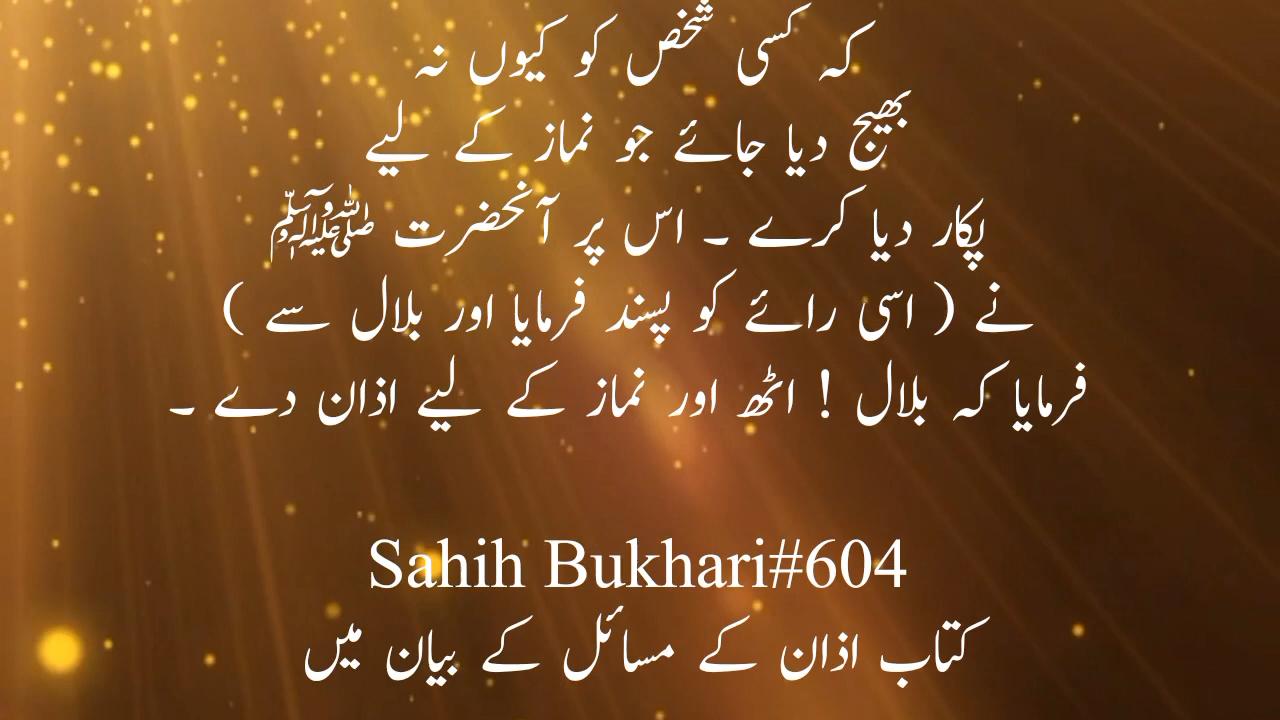 کہ کسی شخص کو کیوں نہ
بھیج دیا جائے جو نماز کے لیے
پکار دیا کرے ۔ اس پر آنحضرت ﷺ
نے ( اسی رائے کو پسند فرمایا اور بلال سے )
فرمایا کہ بلال ! اٹھ اور نماز کے لیے اذان دے ۔
Sahih Bukhari#604
کتاب اذان کے مسائل کے بیان میں